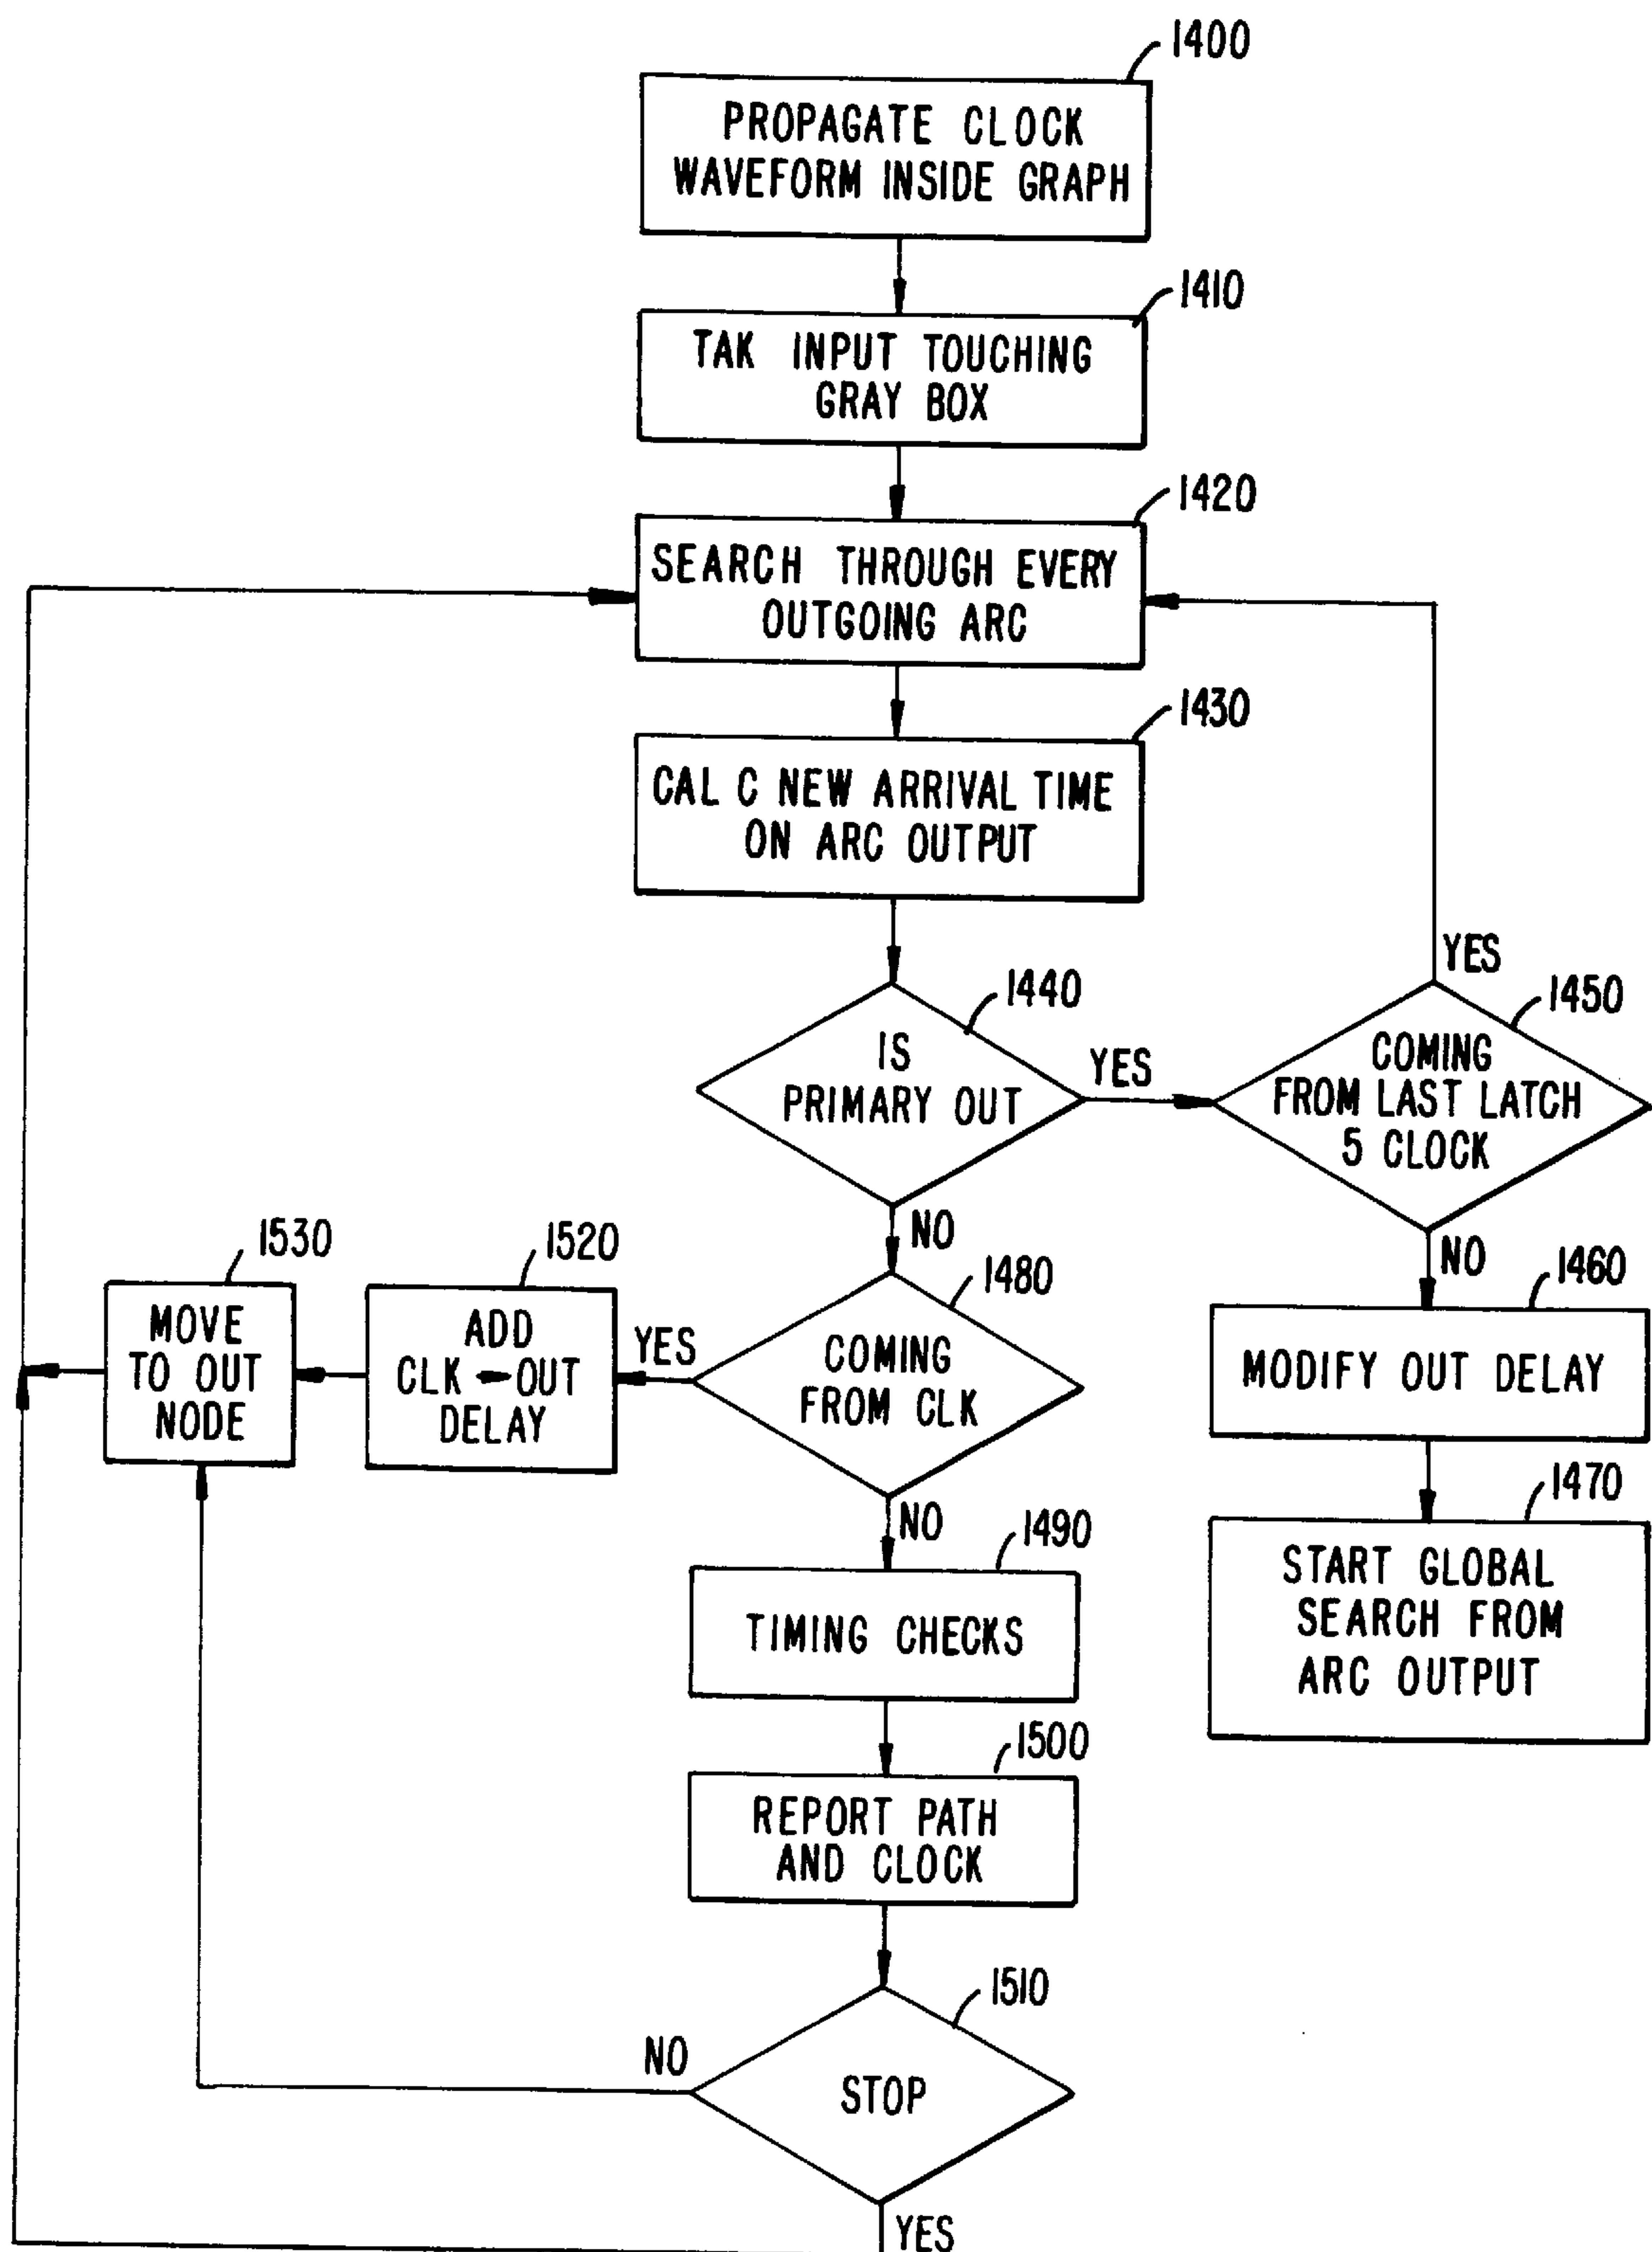 1400
PROPAGATE CLOCK
WAVEFORM INSIDE GRAPH
1410
TAK INPUT TOUCHING
GRAY BOX
1420
SEARCH THROUGH EVERY
OUTGOING ARC
1430
CAL C NEW ARRIVAL TIME
ON ARC OUTPUT
1440
IS
PRIMARY OUT
YES
NO
YES
1450
COMING
FROM LAST LATCH
5 CLOCK
NO
1460
MODIFY OUT DELAY
1470
START GLOBAL
SEARCH FROM
ARC OUTPUT
1480
COMING
FROM CLK
YES
NO
1520
ADD
CLK - OUT
DELAY
1530
MOVE
TO OUT
NODE
1490
TIMING CHECKS
1500
REPORT PATH
AND CLOCK
1510
STOP
NO
YES